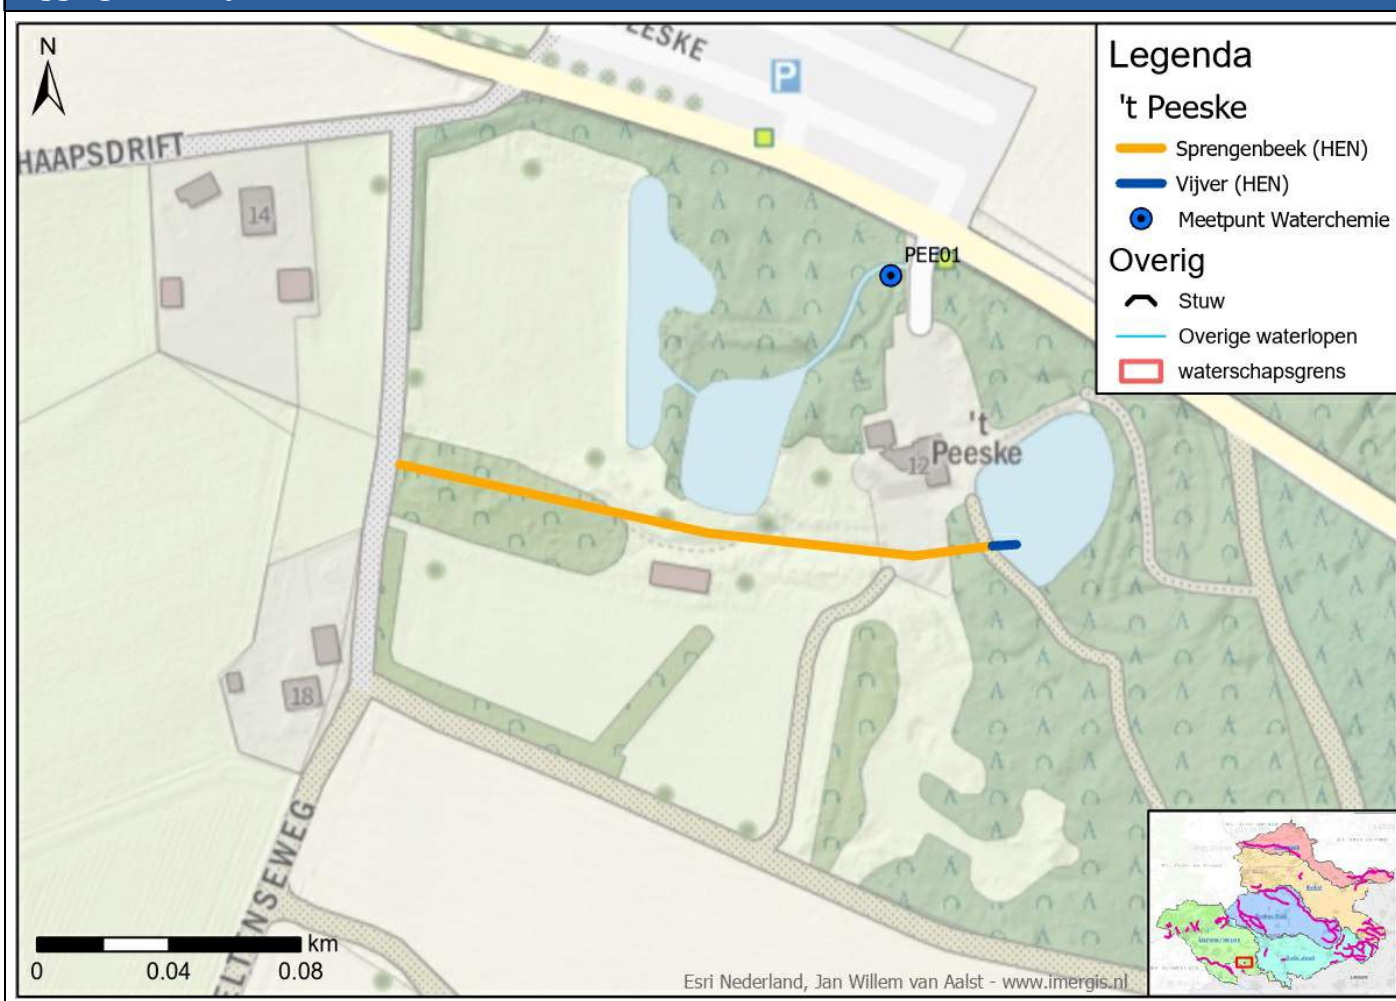 N
EESKE
P
Legenda
't Peeske
Sprengenbeek (HEN)
Vijver (HEN)
Meetpunt Waterchemie
Overig
Stuw
Overige waterlopen
waterschapsgrens
HAAPSDRIFT
14
PEE01
't
Peeske
12
18
ELTENSEWEG
km
0
0.04
0.08
Esri Nederland, Jan Willem van Aalst - www.imergis.nl